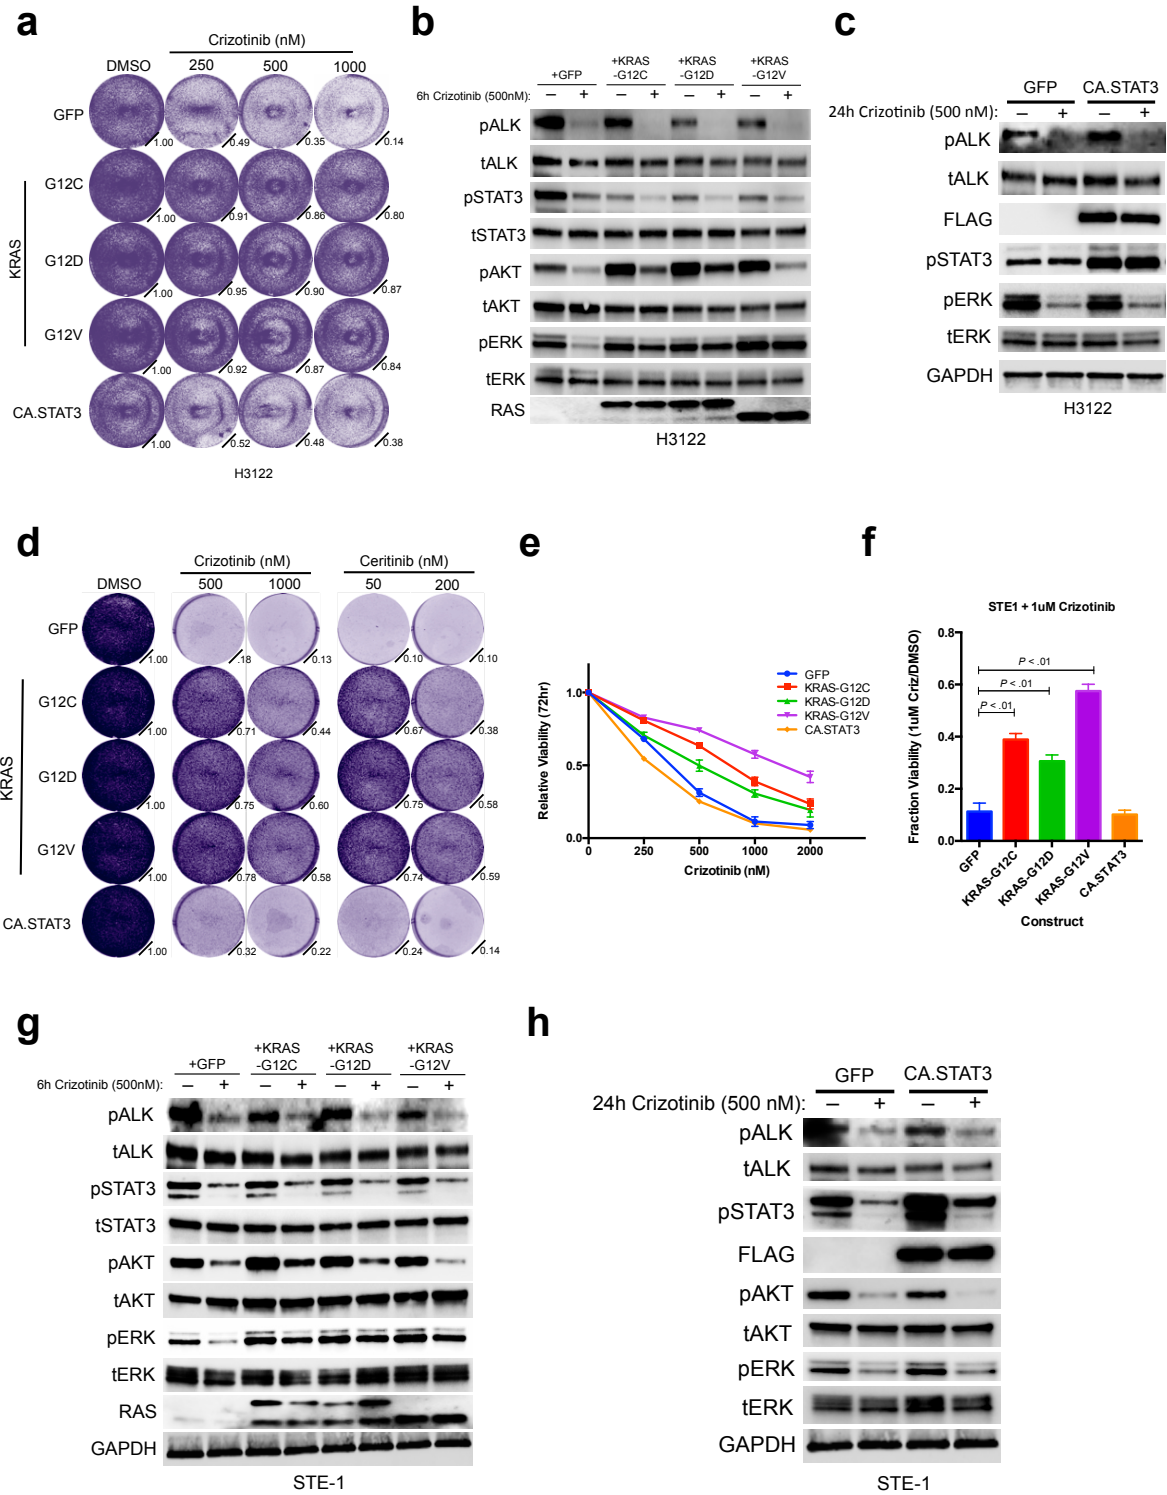 a
Crizotinib (nM)
DMSO 250 500 1000
GFP 1.00 0.49 0.35 0.14
KRAS
G12C 1.00 0.91 0.86 0.80
G12D 1.00 0.95 0.90 0.87
G12V 1.00 0.92 0.87 0.84
CA.STAT3 1.00 0.52 0.48 0.38
H3122
b
+GFP +KRAS -G12C +KRAS -G12D +KRAS -G12V
6h Crizotinib (500nM): – + – + – + – +
pALK
tALK
pSTAT3
tSTAT3
pAKT
tAKT
pERK
tERK
RAS
H3122
c
GFP CA.STAT3
24h Crizotinib (500 nM): – + – +
pALK
tALK
FLAG
pSTAT3
pERK
tERK
GAPDH
H3122
d
Crizotinib (nM) Ceritinib (nM)
DMSO 500 1000 50 200
GFP 1.00 .18 0.13 0.10 0.10
KRAS
G12C 1.00 0.71 0.44 0.67 0.38
G12D 1.00 0.75 0.60 0.75 0.58
G12V 1.00 0.78 0.58 0.74 0.59
CA.STAT3 1.00 0.32 0.22 0.24 0.14
e
Relative Viability (72hr)
1.0
0.5
0.0
0 250 500 1000 2000
Crizotinib (nM)
GFP
KRAS-G12C
KRAS-G12D
KRAS-G12V
CA.STAT3
f
STE1 + 1uM Crizotinib
Fraction Viability (1uM Criz/DMSO)
0.8
0.6
0.4
0.2
0.0
P < .01
P < .01
P < .01
GFP
KRAS-G12C
KRAS-G12D
KRAS-G12V
CA.STAT3
Construct
g
+GFP +KRAS -G12C +KRAS -G12D +KRAS -G12V
6h Crizotinib (500nM): – + – + – + – +
pALK
tALK
pSTAT3
tSTAT3
pAKT
tAKT
pERK
tERK
RAS
GAPDH
STE-1
h
GFP CA.STAT3
24h Crizotinib (500 nM): – + – +
pALK
tALK
pSTAT3
FLAG
pAKT
tAKT
pERK
tERK
GAPDH
STE-1